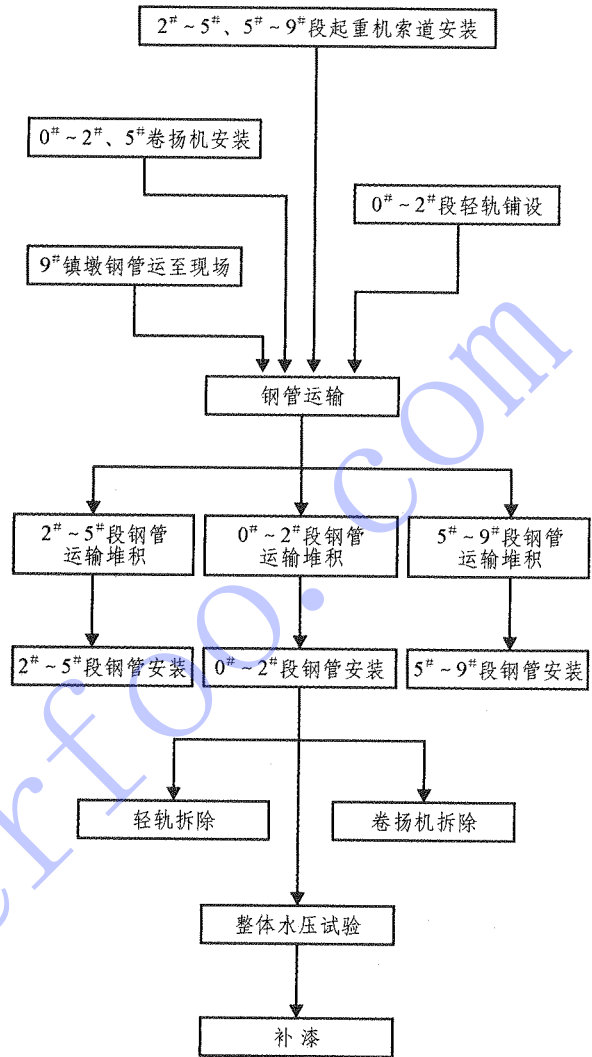 2#~5#、5#~9#段起重机索道安装
0#~2#、5#卷扬机安装
0#~2#段轻轨铺设
9#镇墩钢管运至现场
钢管运输
2#~5#段钢管
运输堆积
0#~2#段钢管
运输堆积
5#~9#段钢管
运输堆积
2#~5#段钢管安装
0#~2#段钢管安装
5#~9#段钢管安装
轻轨拆除
卷扬机拆除
整体水压试验
补漆
erfoo.com